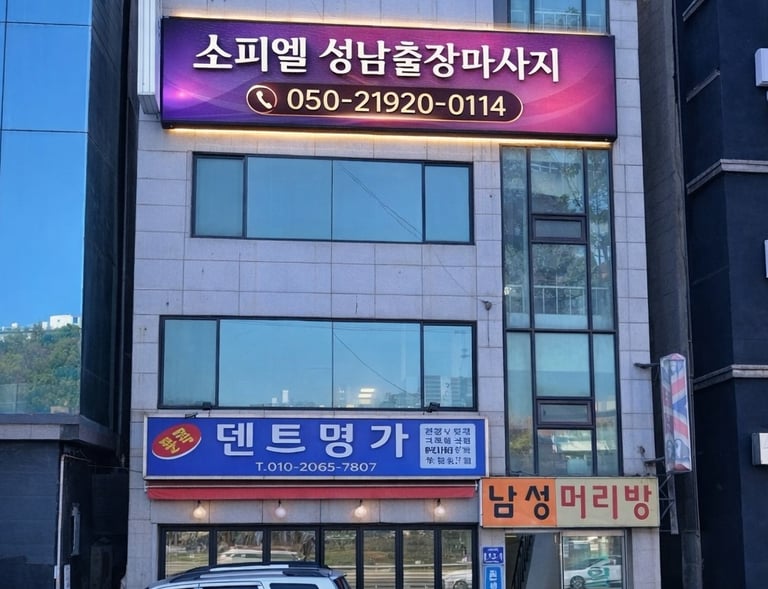 소피엘 성남출장마사지
050-21920-0114
덴트명가
T.010-2065-7807
남성머리방